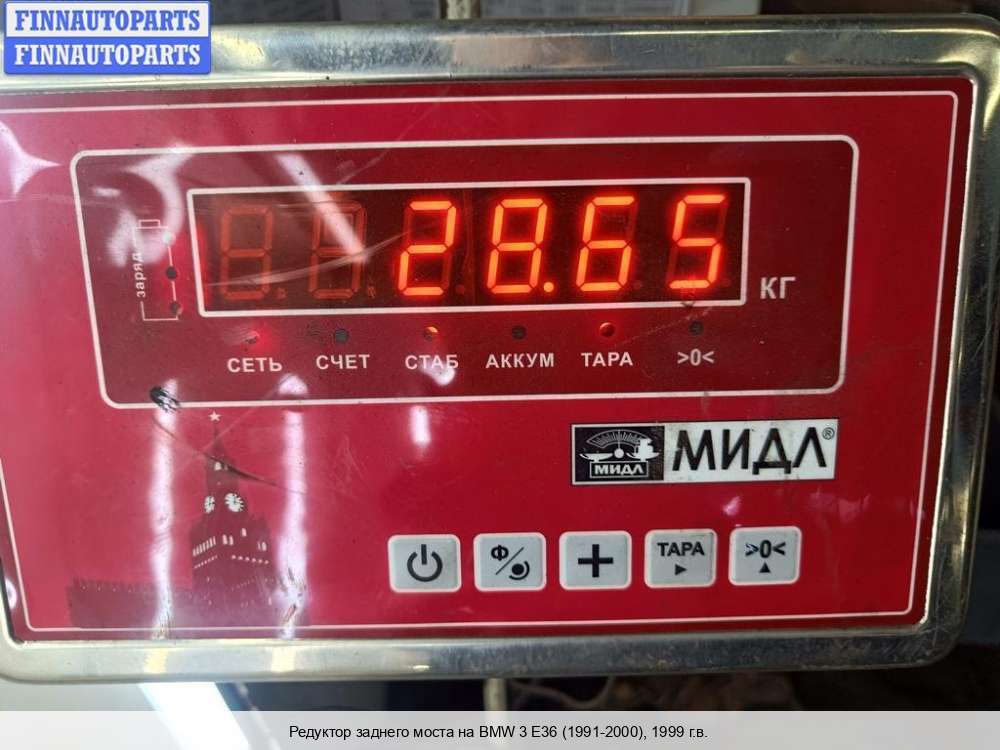 FINNAUTOPARTS
FINNAUTOPARTS
28.65
КГ
заряд
СЕТЬ СЧЕТ СТАБ АККУМ ТАРА >0<
МИДЛ МИДЛ®
Ф ТАРА >0<
Редуктор заднего моста на BMW 3 E36 (1991-2000), 1999 г.в.